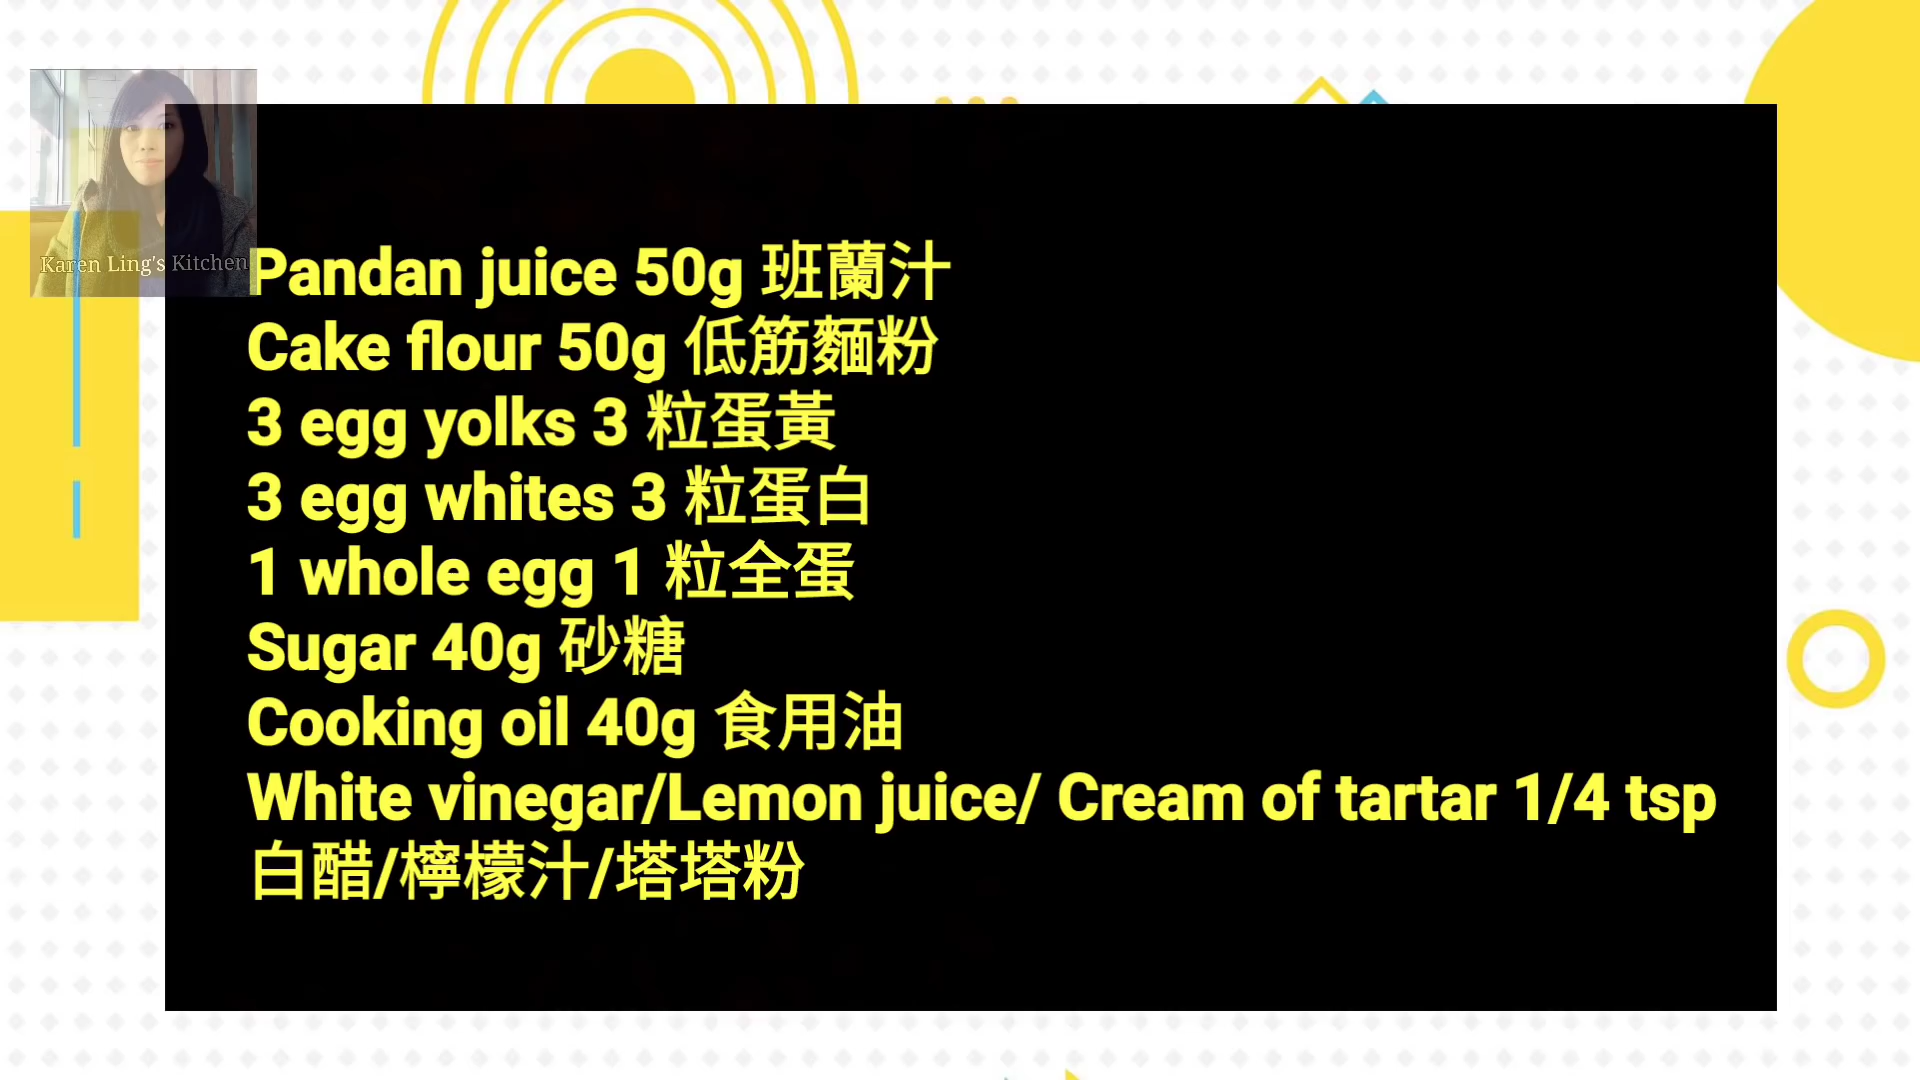 Karen Ling's Kitchen
Pandan juice 50g 班蘭汁
Cake flour 50g 低筋麵粉
3 egg yolks 3 粒蛋黃
3 egg whites 3 粒蛋白
1 whole egg 1 粒全蛋
Sugar 40g 砂糖
Cooking oil 40g 食用油
White vinegar/Lemon juice/ Cream of tartar 1/4 tsp
白醋/檸檬汁/塔塔粉